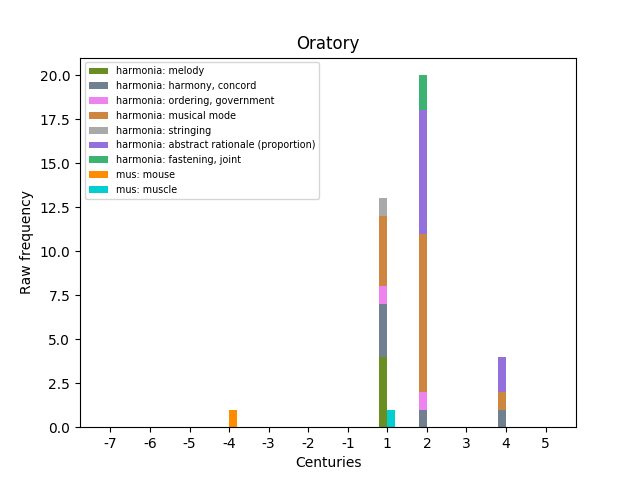 Oratory
harmonia: melody
harmonia: harmony, concord
harmonia: ordering, government
harmonia: musical mode
harmonia: stringing
harmonia: abstract rationale (proportion)
harmonia: fastening, joint
mus: mouse
mus: muscle
20.0
17.5
15.0
12.5
10.0
7.5
5.0
2.5
0.0
Raw frequency
-7 -6 -5 -4 -3 -2 -1 1 2 3 4 5
Centuries